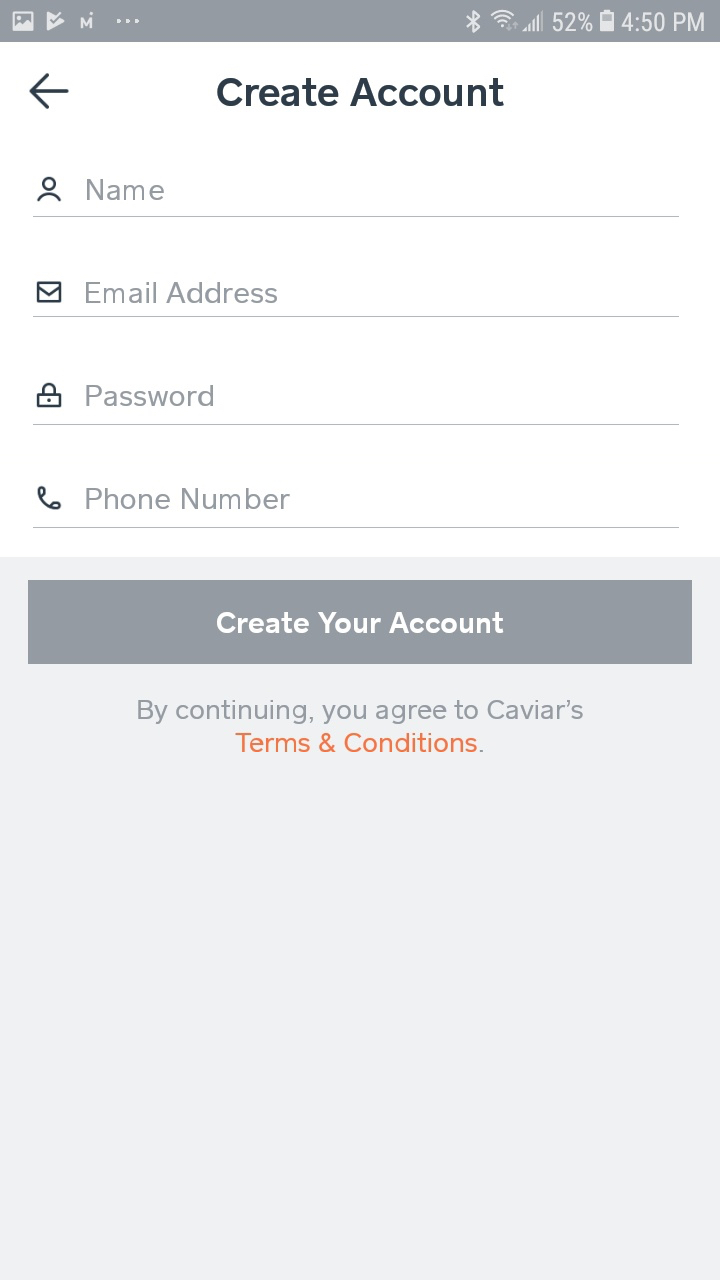 52% 4:50 PM
Create Account
Name
Email Address
Password
Phone Number
Create Your Account
By continuing, you agree to Caviar’s
Terms & Conditions.